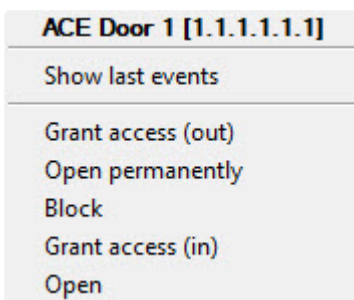 ACE Door 1 [1.1.1.1.1.1]
Show last events
Grant access (out)
Open permanently
Block
Grant access (in)
Open